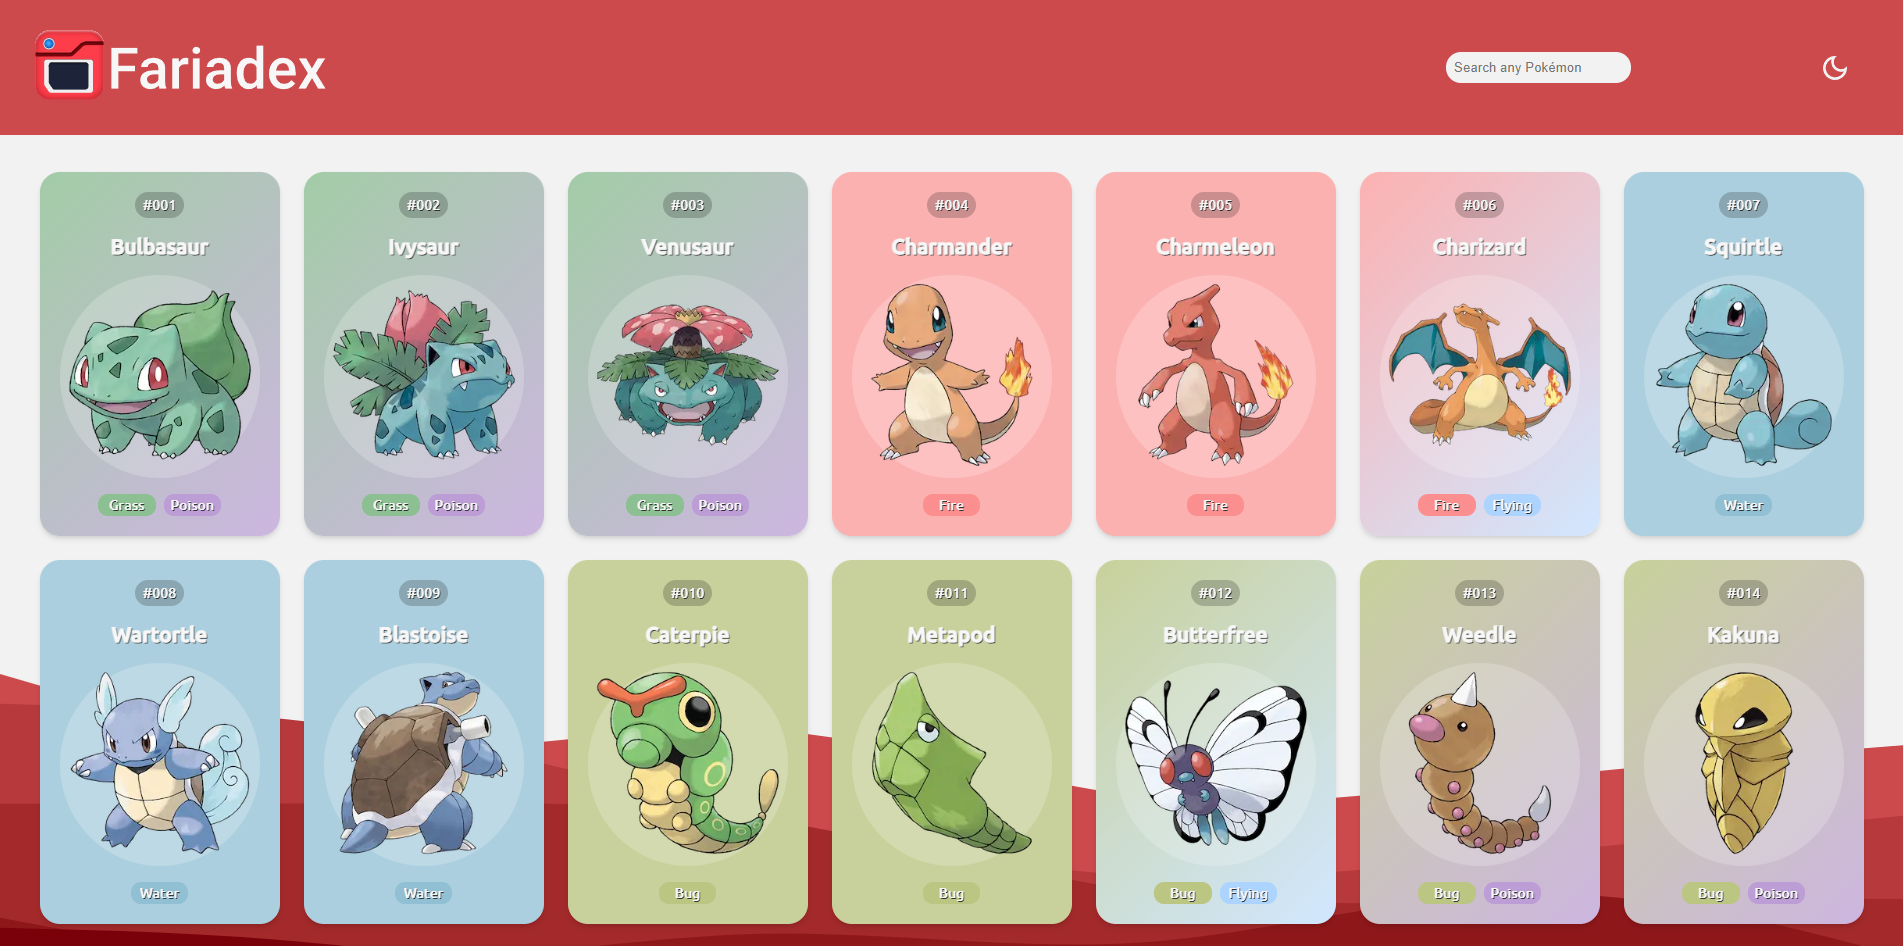 Fariadex
Search any Pokémon
#001
Bulbasaur
Grass Poison
#002
Ivysaur
Grass Poison
#003
Venusaur
Grass Poison
#004
Charmander
Fire
#005
Charmeleon
Fire
#006
Charizard
Fire Flying
#007
Squirtle
Water
#008
Wartortle
Water
#009
Blastoise
Water
#010
Caterpie
Bug
#011
Metapod
Bug
#012
Butterfree
Bug Flying
#013
Weedle
Bug Poison
#014
Kakuna
Bug Poison